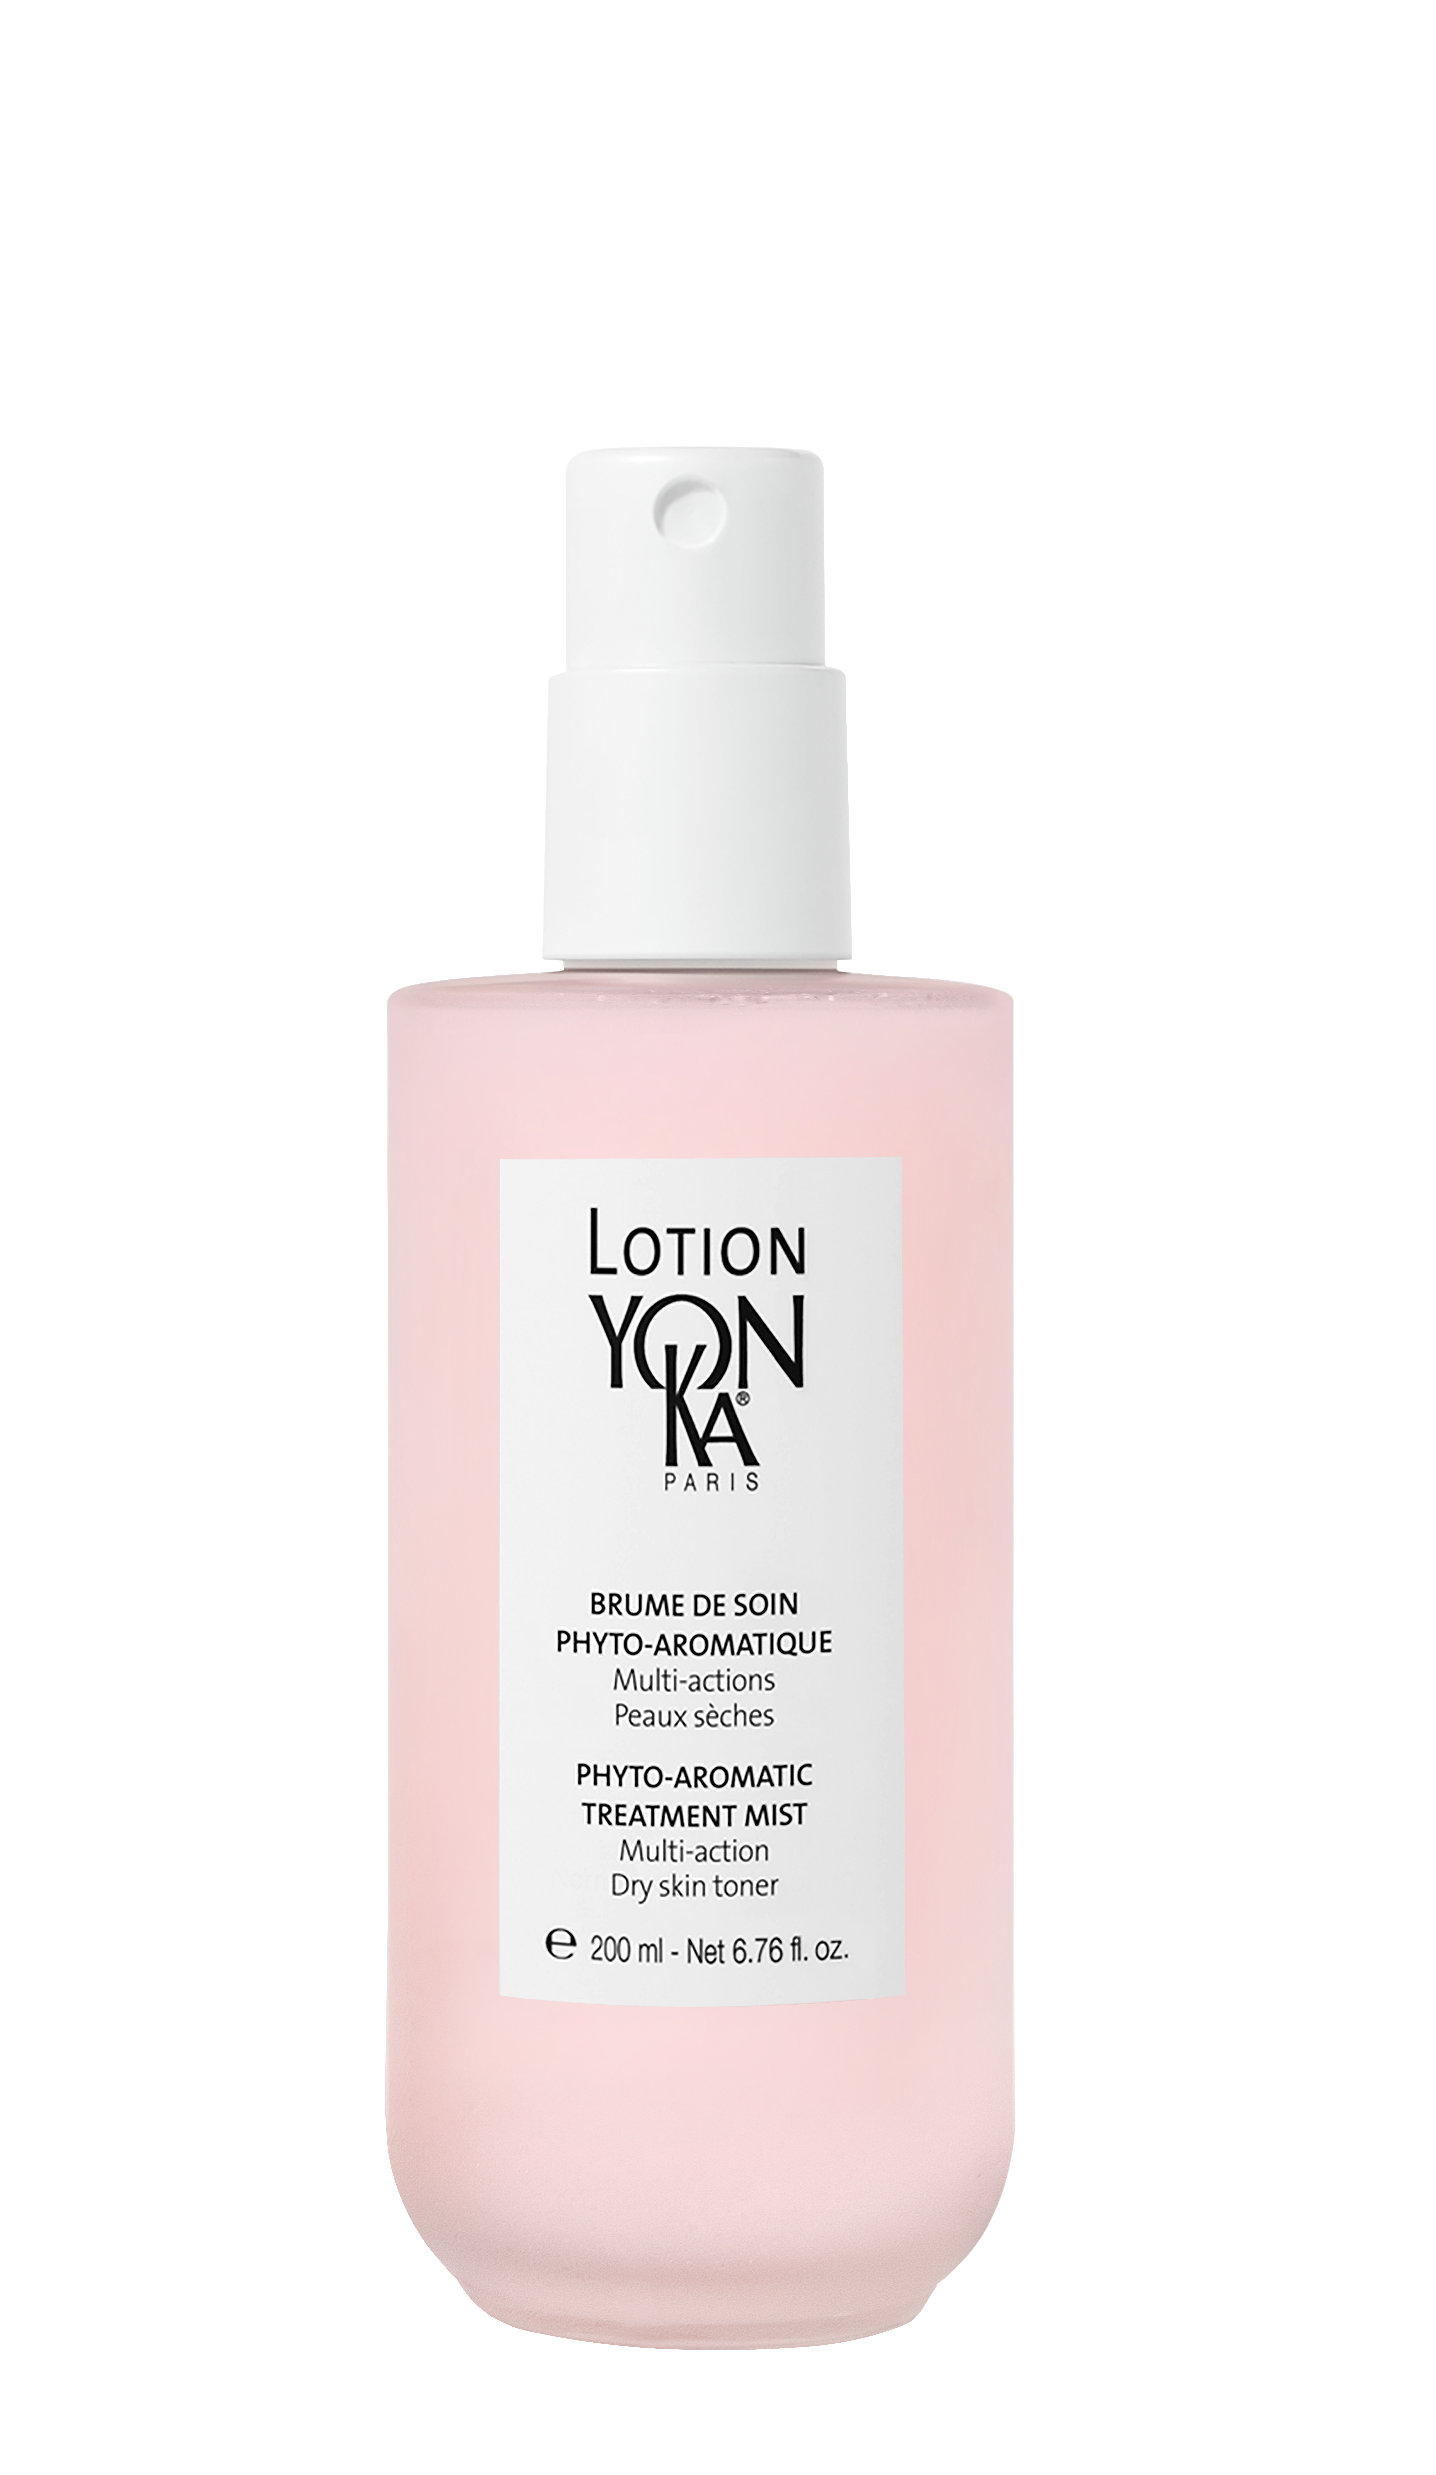 LOTION
YON
KA®
PARIS
BRUME DE SOIN
PHYTO-AROMATIQUE
Multi-actions
Peaux sèches
PHYTO-AROMATIC
TREATMENT MIST
Multi-action
Dry skin toner
℮ 200 ml - Net 6.76 fl. oz.